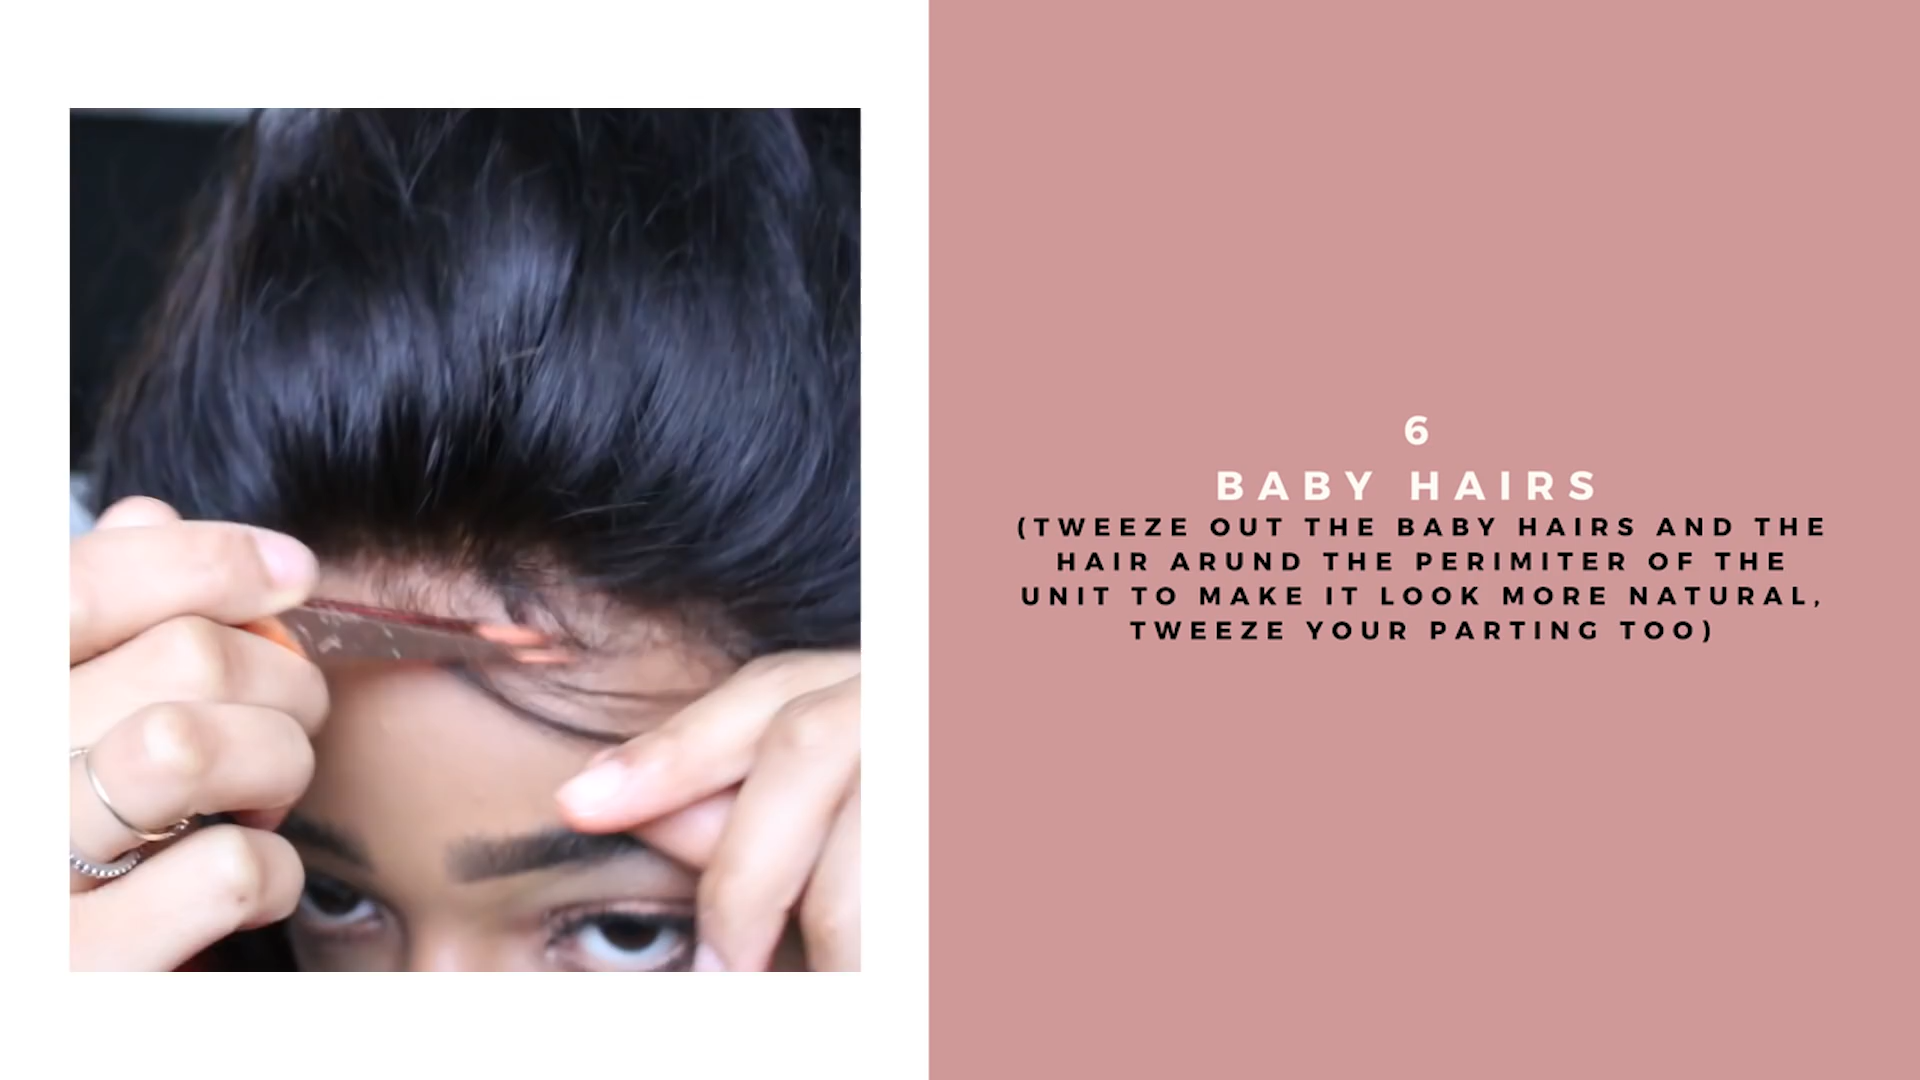 6
BABY HAIRS
(TWEEZE OUT THE BABY HAIRS AND THE
HAIR ARUND THE PERIMITER OF THE
UNIT TO MAKE IT LOOK MORE NATURAL,
TWEEZE YOUR PARTING TOO)